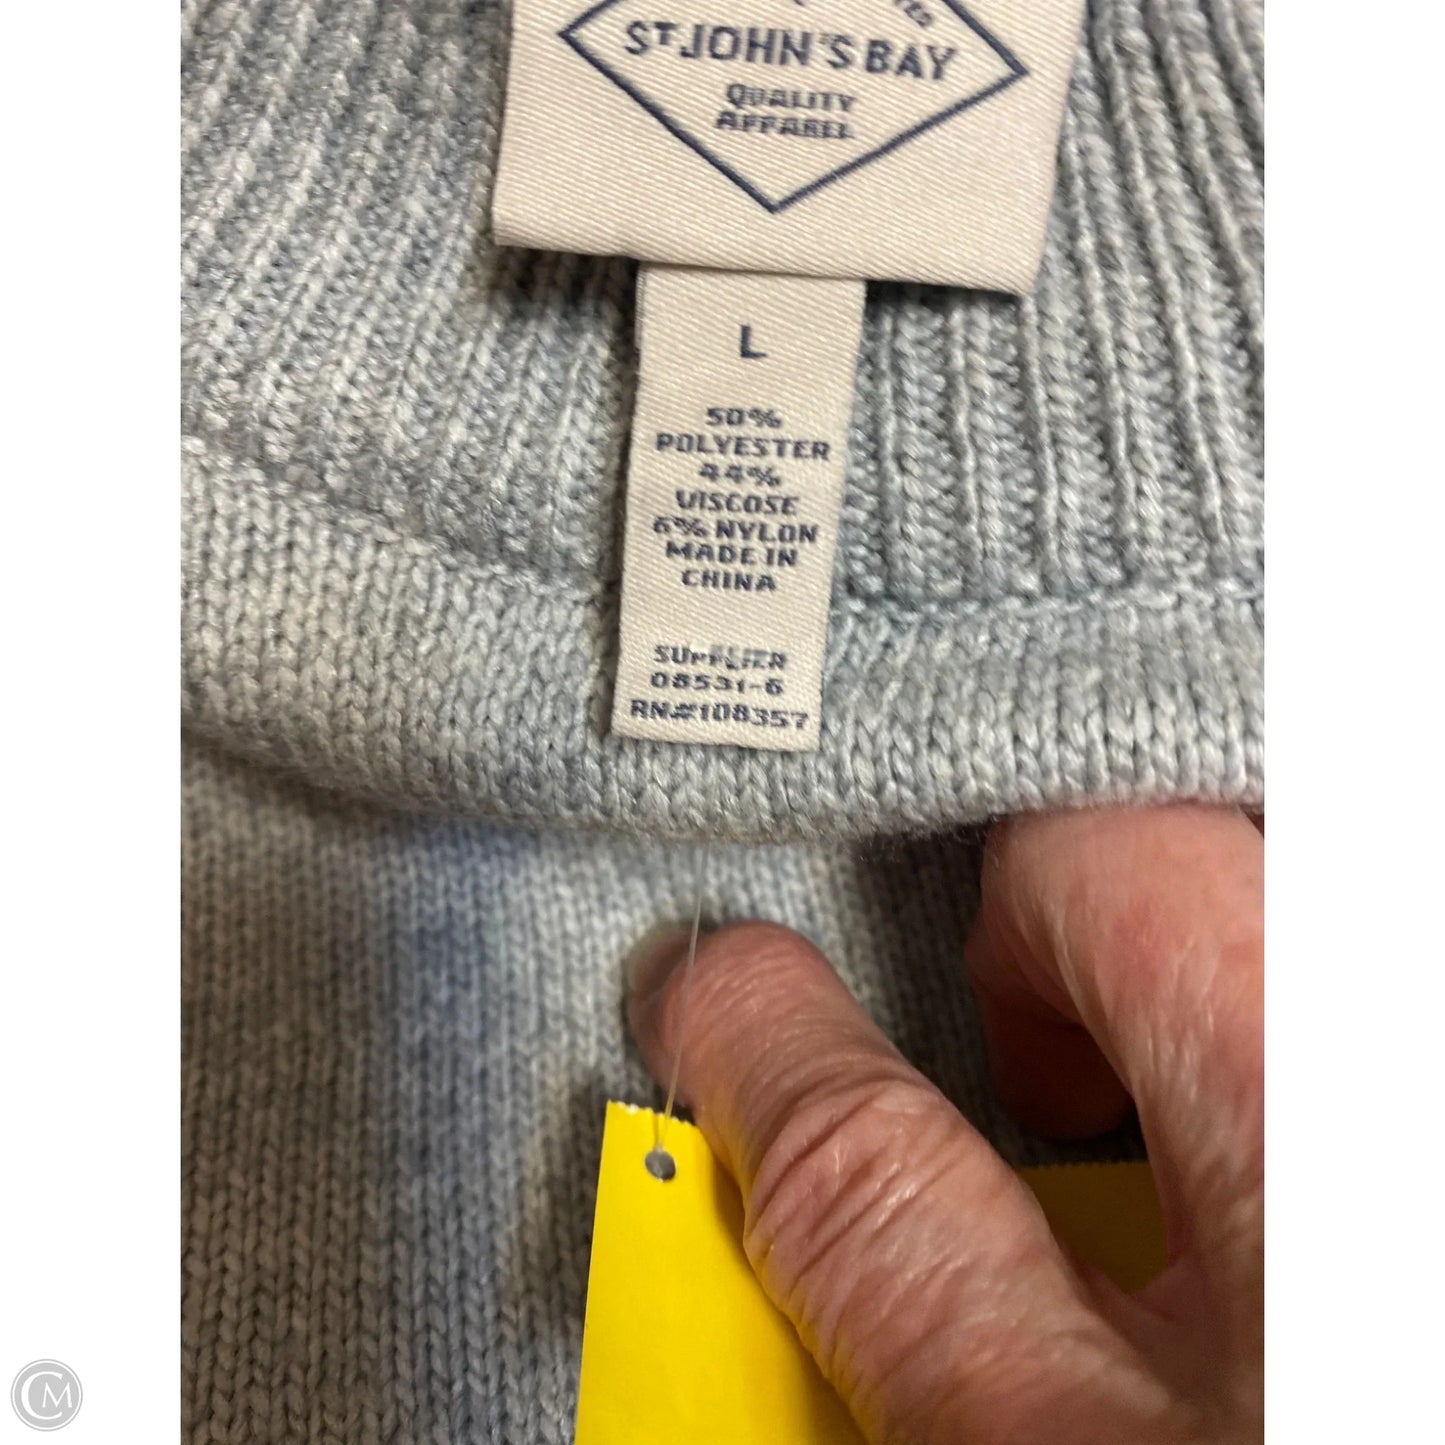 ST JOHN'S BAY
QUALITY
APPAREL
L
50%
POLYESTER
44%
VISCOSE
6% NYLON
MADE IN
CHINA
SUPPLIER
08531-6
RN#108357
CM